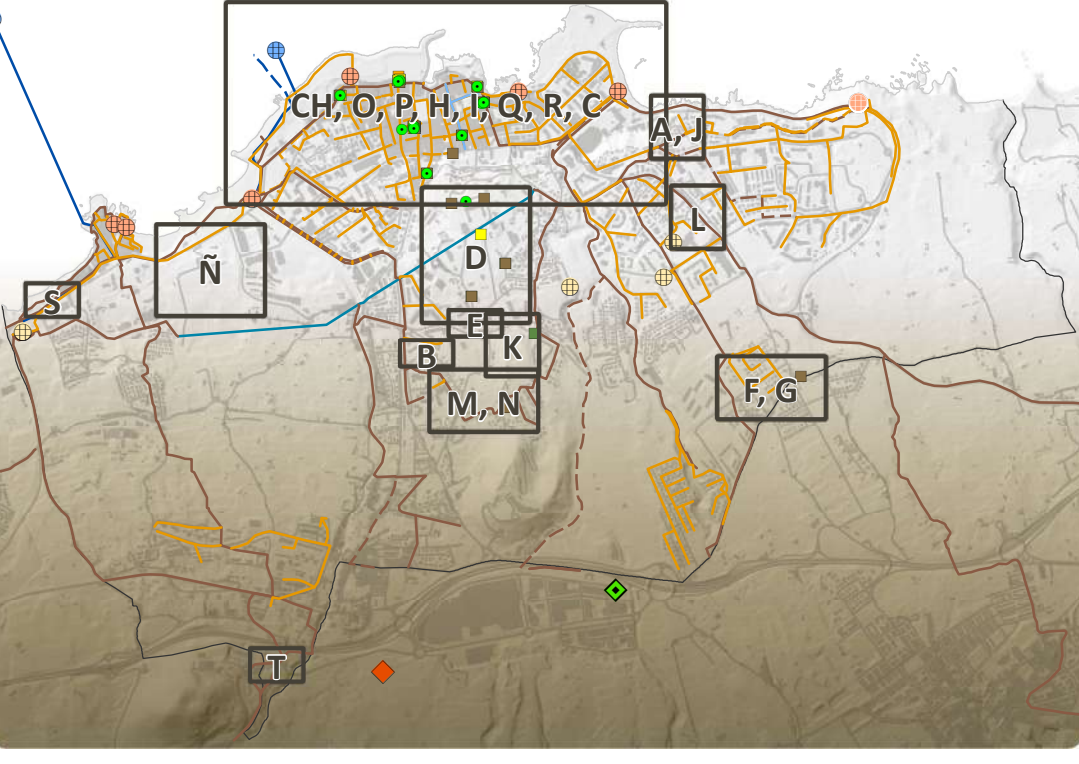 CH, O, P, H, I, Q, R, C
A, J
L
Ñ
D
S
E
K
B
F, G
M, N
T